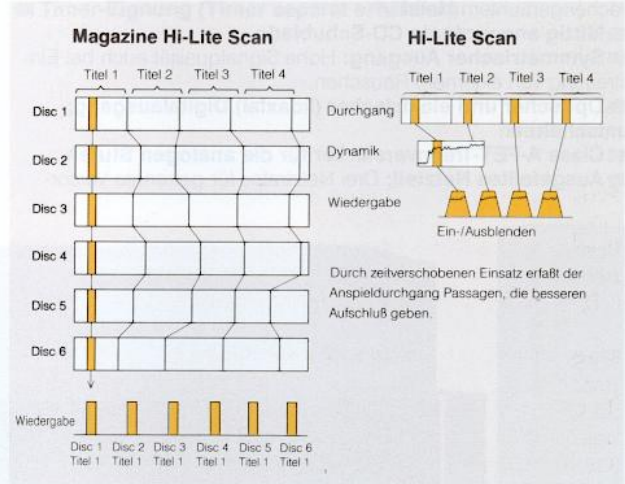 Magazine Hi-Lite Scan
Titel 1 Titel 2 Titel 3 Titel 4
Disc 1
Disc 2
Disc 3
Disc 4
Disc 5
Disc 6
Wiedergabe
Disc 1 Disc 2 Disc 3 Disc 4 Disc 5 Disc 6
Titel 1 Titel 1 Titel 1 Titel 1 Titel 1 Titel 1
Hi-Lite Scan
Titel 1 Titel 2 Titel 3 Titel 4
Durchgang
Dynamik
Wiedergabe
Ein-/Ausblenden
Durch zeitverschobenen Einsatz erfaßt der
Anspieldurchgang Passagen, die besseren
Aufschluß geben.